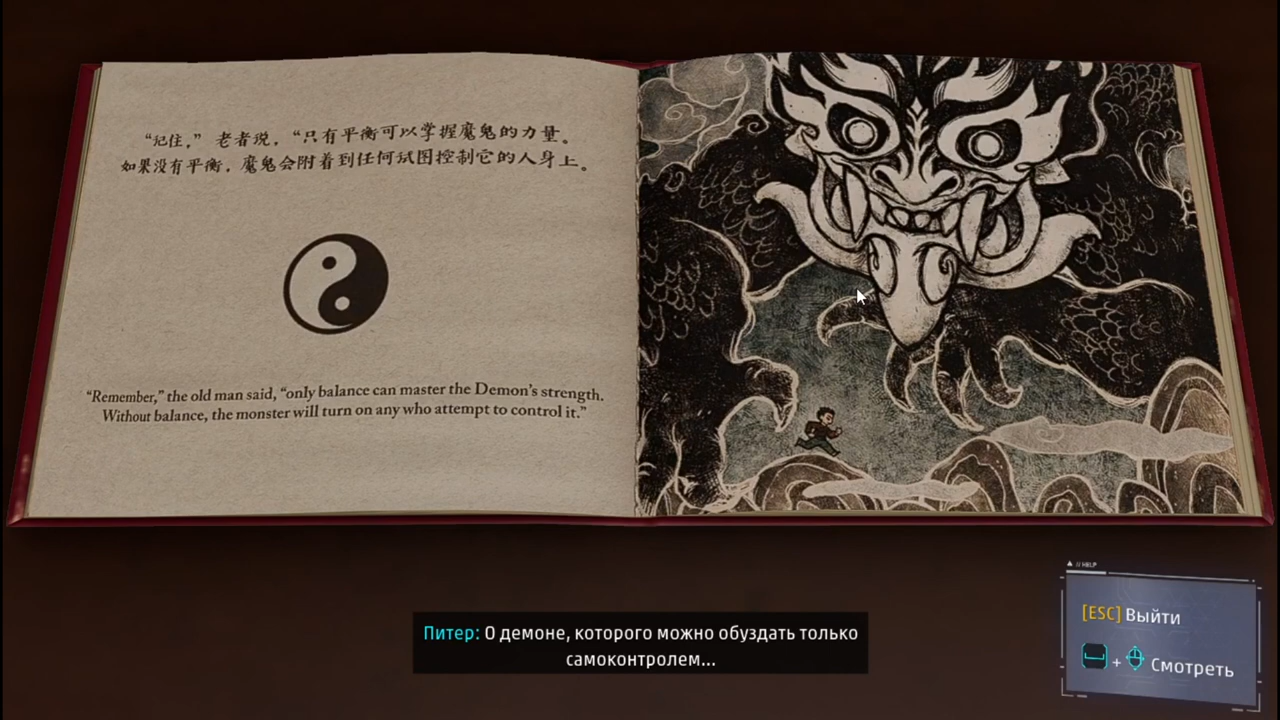 “记住，” 老者说，“只有平衡可以掌握魔鬼的力量。
如果没有平衡，魔鬼会附着到任何试图控制它的人身上。
“Remember,” the old man said, “only balance can master the Demon’s strength.
Without balance, the monster will turn on any who attempt to control it.”
Питер: О демоне, которого можно обуздать только
самоконтролем...
// HELP
[ESC] Выйти
+ Смотреть